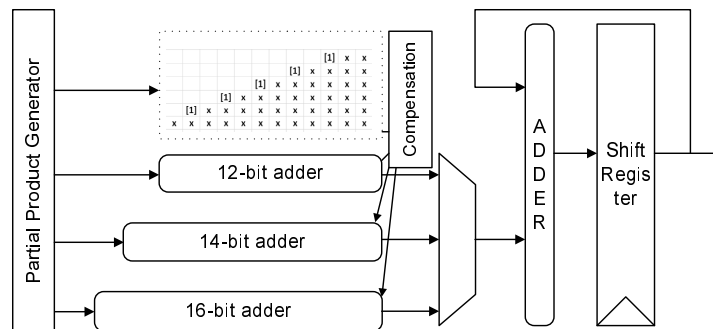 Partial Product Generator
[1] x x
[1] x x x x
[1] x x x x x x
[1] x x x x x x x x
[1] x x x x x x x x x x
x x x x x x x x x x x x
Compensation
12-bit adder
14-bit adder
16-bit adder
A
D
D
E
R
Shift
Regis
ter